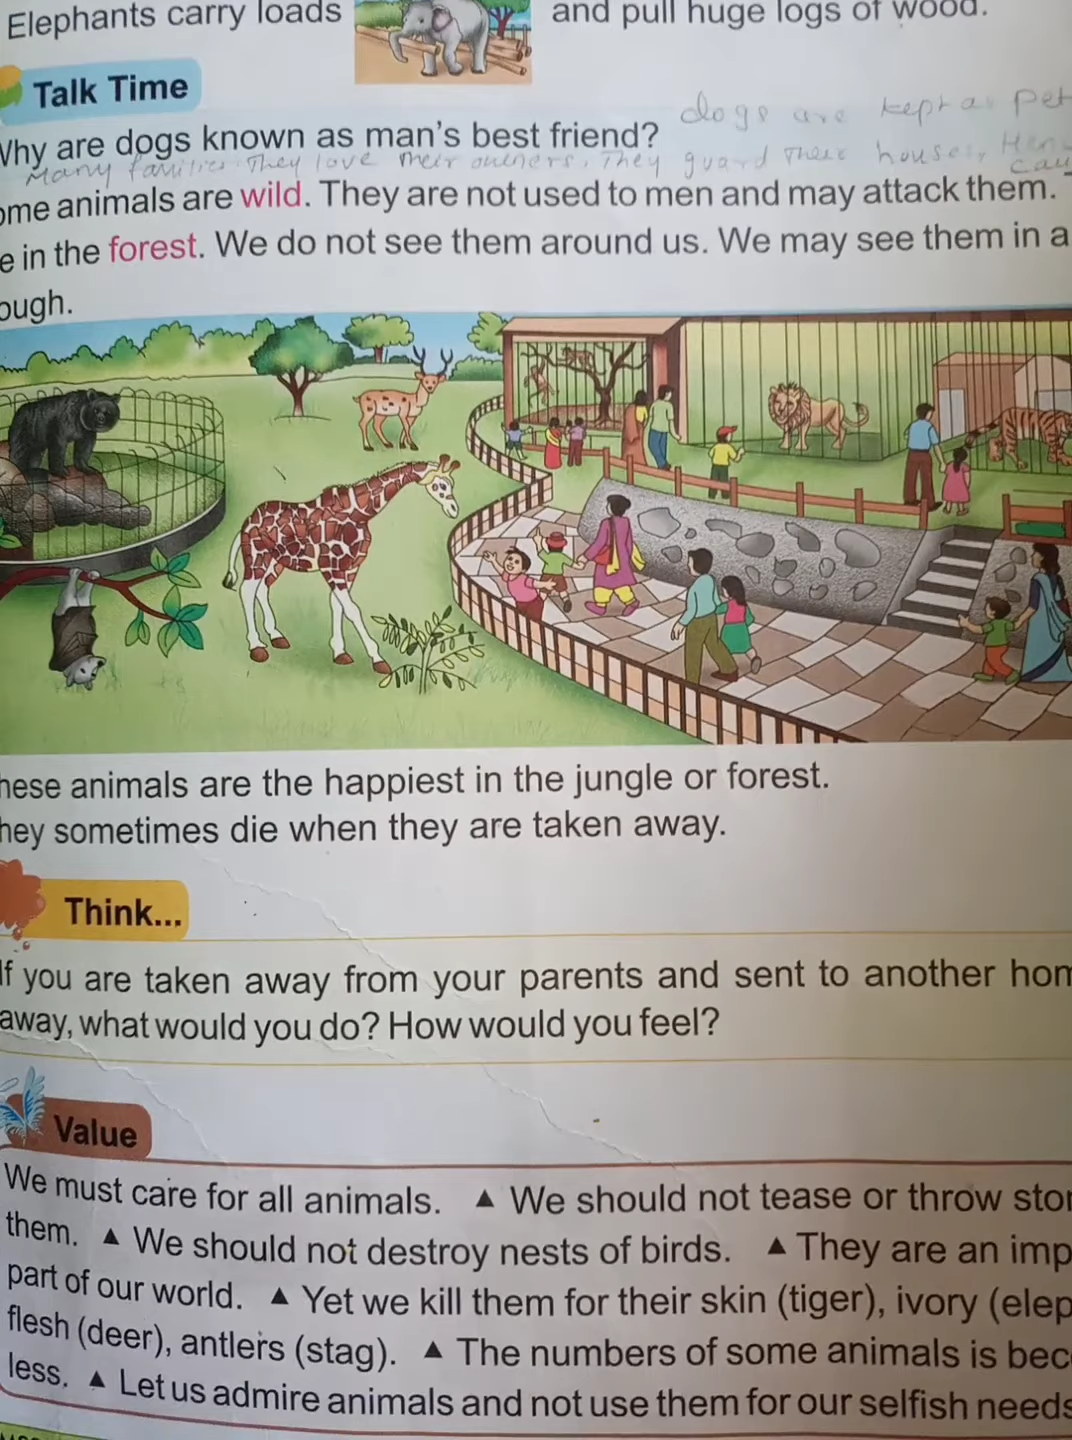 Elephants carry loads and pull huge logs of wood.
Talk Time
dogs are kept as pet
Why are dogs known as man's best friend?
Many families. They love their owners. They guard there houses, Hen
cau
ome animals are wild. They are not used to men and may attack them.
e in the forest. We do not see them around us. We may see them in a
ough.
hese animals are the happiest in the jungle or forest.
hey sometimes die when they are taken away.
Think...
If you are taken away from your parents and sent to another hom
away, what would you do? How would you feel?
Value
We must care for all animals. ▲ We should not tease or throw ston
them. ▲ We should not destroy nests of birds. ▲ They are an imp
part of our world. ▲ Yet we kill them for their skin (tiger), ivory (elep
flesh (deer), antlers (stag). ▲ The numbers of some animals is bec
less. ▲ Let us admire animals and not use them for our selfish needs